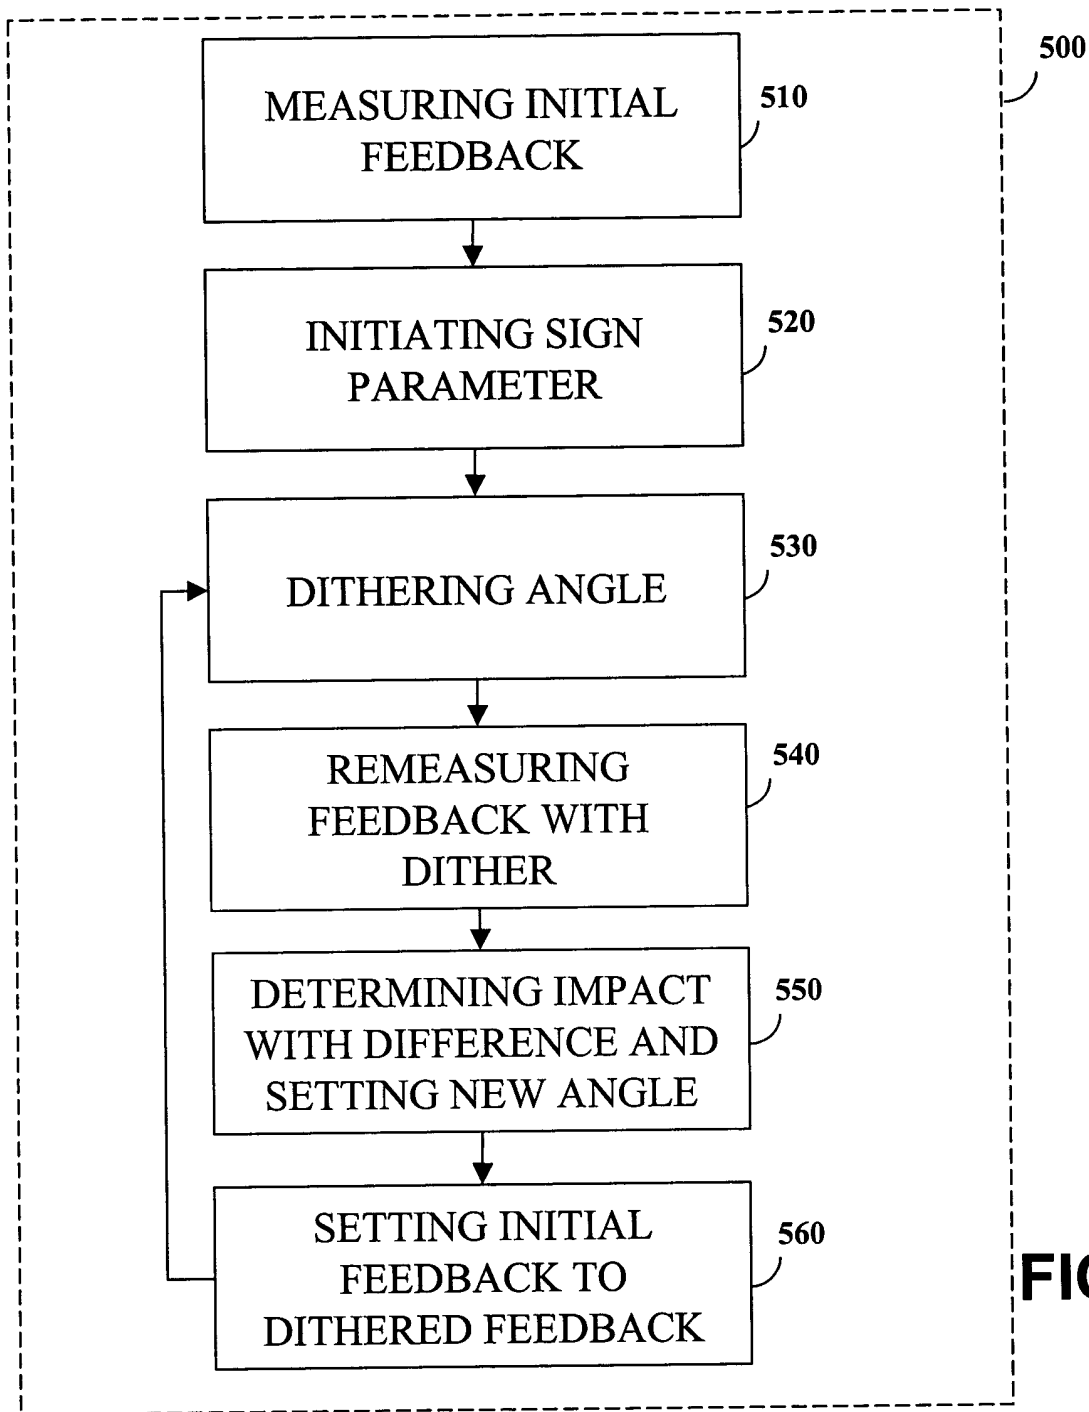 500
MEASURING INITIAL
FEEDBACK
510
INITIATING SIGN
PARAMETER
520
DITHERING ANGLE
530
REMEASURING
FEEDBACK WITH
DITHER
540
DETERMINING IMPACT
WITH DIFFERENCE AND
SETTING NEW ANGLE
550
SETTING INITIAL
FEEDBACK TO
DITHERED FEEDBACK
560